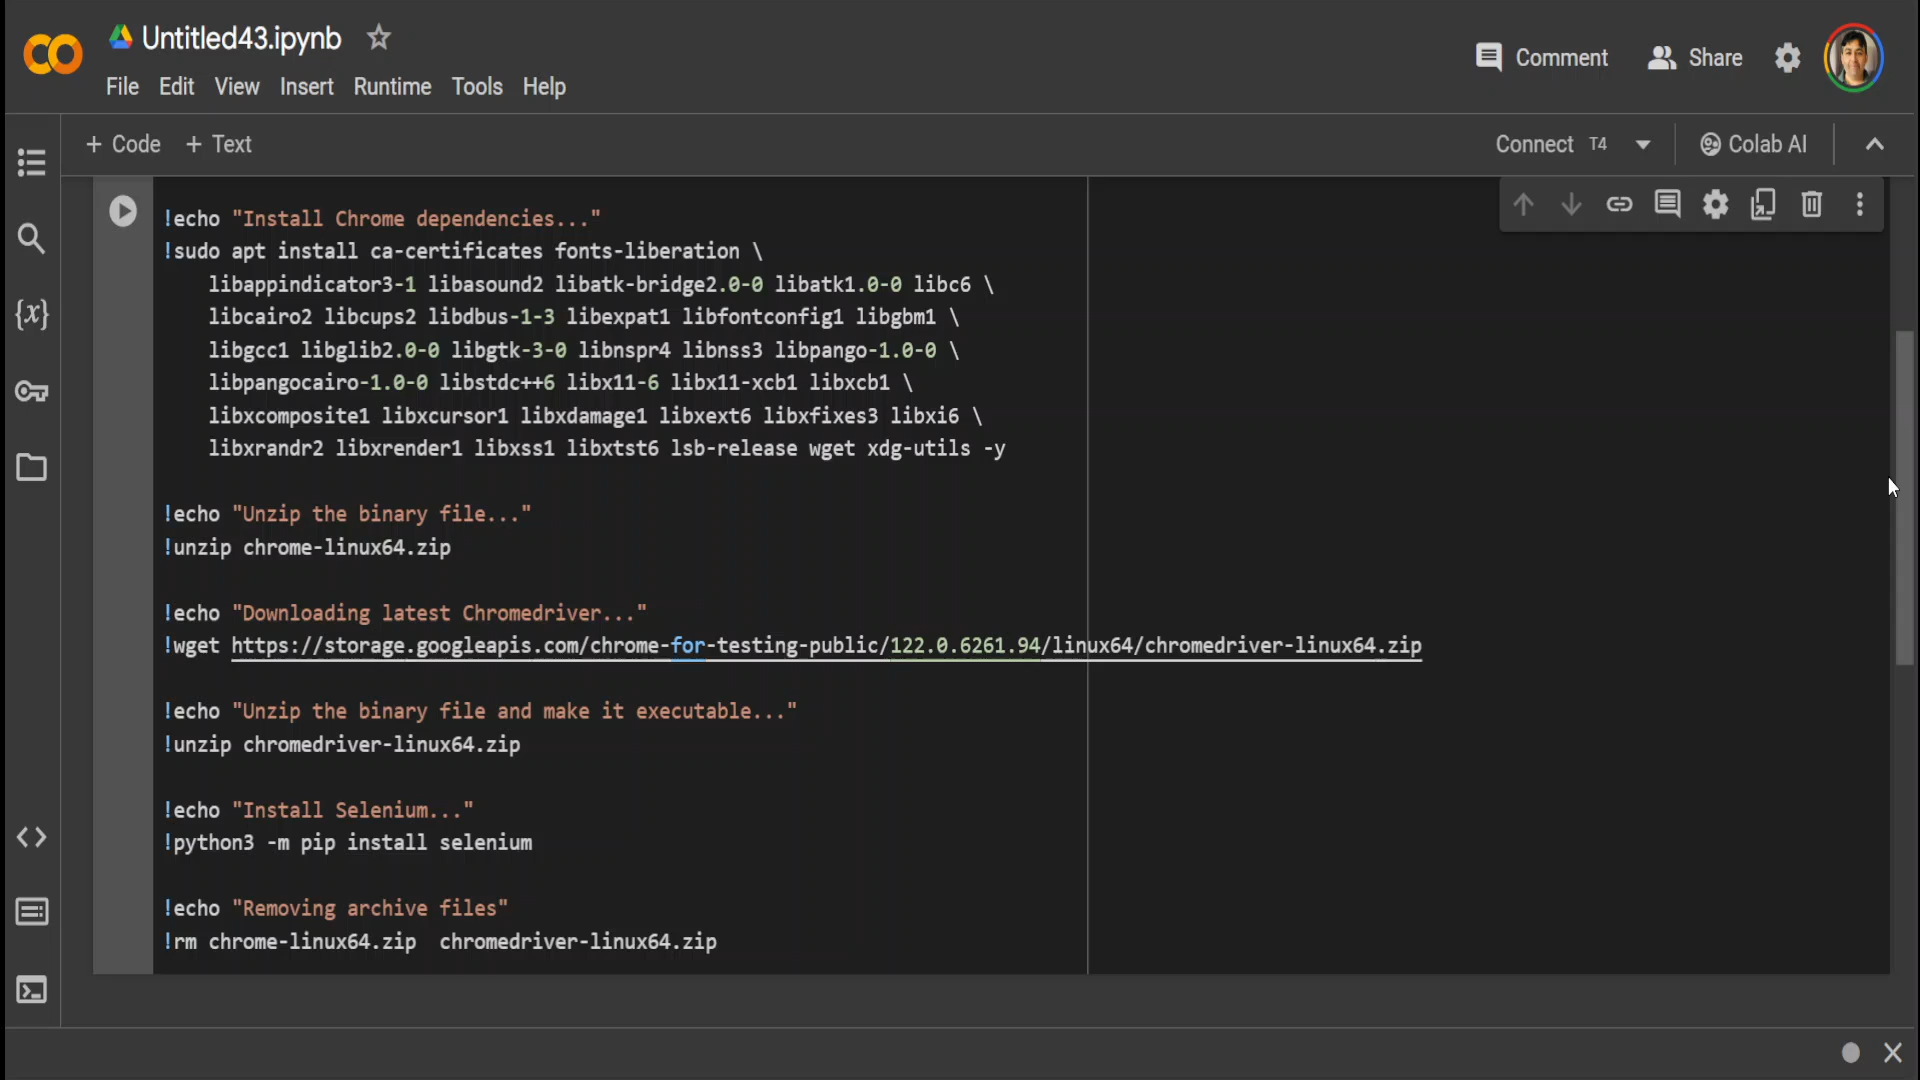 Untitled43.ipynb
Comment
Share
File Edit View Insert Runtime Tools Help
+ Code + Text
Connect T4
Colab AI
!echo "Install Chrome dependencies..."
!sudo apt install ca-certificates fonts-liberation \
libappindicator3-1 libasound2 libatk-bridge2.0-0 libatk1.0-0 libc6 \
libcairo2 libcups2 libdbus-1-3 libexpat1 libfontconfig1 libgbm1 \
libgcc1 libglib2.0-0 libgtk-3-0 libnspr4 libnss3 libpango-1.0-0 \
libpangocairo-1.0-0 libstdc++6 libx11-6 libx11-xcb1 libxcb1 \
libxcomposite1 libxcursor1 libxdamage1 libxext6 libxfixes3 libxi6 \
libxrandr2 libxrender1 libxss1 libxtst6 lsb-release wget xdg-utils -y
!echo "Unzip the binary file..."
!unzip chrome-linux64.zip
!echo "Downloading latest Chromedriver..."
!wget https://storage.googleapis.com/chrome-for-testing-public/122.0.6261.94/linux64/chromedriver-linux64.zip
!echo "Unzip the binary file and make it executable..."
!unzip chromedriver-linux64.zip
!echo "Install Selenium..."
!python3 -m pip install selenium
!echo "Removing archive files"
!rm chrome-linux64.zip  chromedriver-linux64.zip